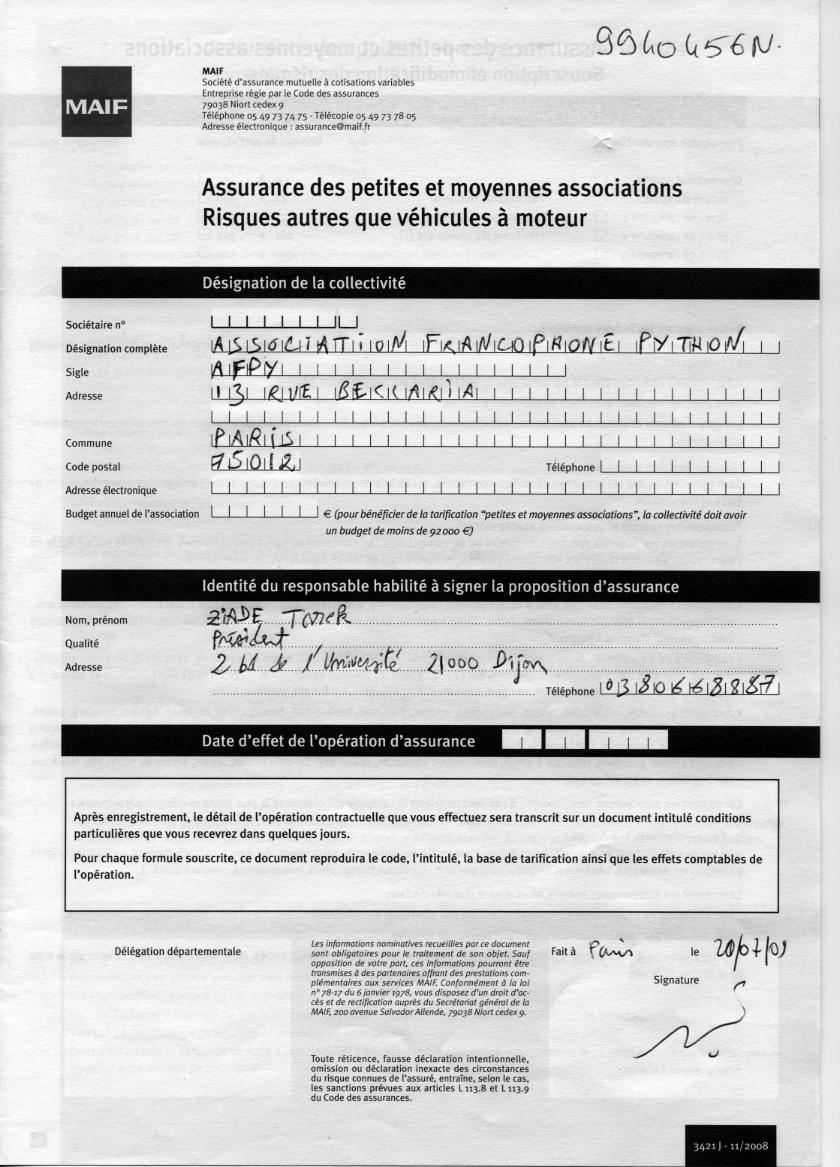 9940456N.
MAIF
MAIF
Société d'assurance mutuelle à cotisations variables
Entreprise régie par le Code des assurances
79038 Niort cedex 9
Téléphone 05 49 73 74 75 - Télécopie 05 49 73 78 05
Adresse électronique : assurance@maif.fr
Assurance des petites et moyennes associations
Risques autres que véhicules à moteur
Désignation de la collectivité
Sociétaire n°
Désignation complète ASSOCIATION FRANCOPHONE PYTHON
Sigle AFPY
Adresse 13 RUE BECCARIA
Commune PARIS
Code postal 75012 Téléphone
Adresse électronique
Budget annuel de l'association € (pour bénéficier de la tarification "petites et moyennes associations", la collectivité doit avoir
un budget de moins de 92 000 €)
Identité du responsable habilité à signer la proposition d'assurance
Nom, prénom ZIADE Tarek
Qualité Président
Adresse 2 bd de l'Université 21000 Dijon
Téléphone 0380668887
Date d'effet de l'opération d'assurance
Après enregistrement, le détail de l'opération contractuelle que vous effectuez sera transcrit sur un document intitulé conditions
particulières que vous recevrez dans quelques jours.
Pour chaque formule souscrite, ce document reproduira le code, l'intitulé, la base de tarification ainsi que les effets comptables de
l'opération.
Délégation départementale
Les informations nominatives recueillies par ce document
sont obligatoires pour le traitement de son objet. Sauf
opposition de votre part, ces informations pourront être
transmises à des partenaires offrant des prestations com-
plémentaires aux services MAIF. Conformément à la loi
n° 78-17 du 6 janvier 1978, vous disposez d'un droit d'ac-
cès et de rectification auprès du Secrétariat général de la
MAIF, 200 avenue Salvador Allende, 79038 Niort cedex 9.
Fait à Paris le 20/07/09
Signature
Toute réticence, fausse déclaration intentionnelle,
omission ou déclaration inexacte des circonstances
du risque connues de l'assuré, entraîne, selon le cas,
les sanctions prévues aux articles L 113.8 et L 113.9
du Code des assurances.
3421 J - 11/2008